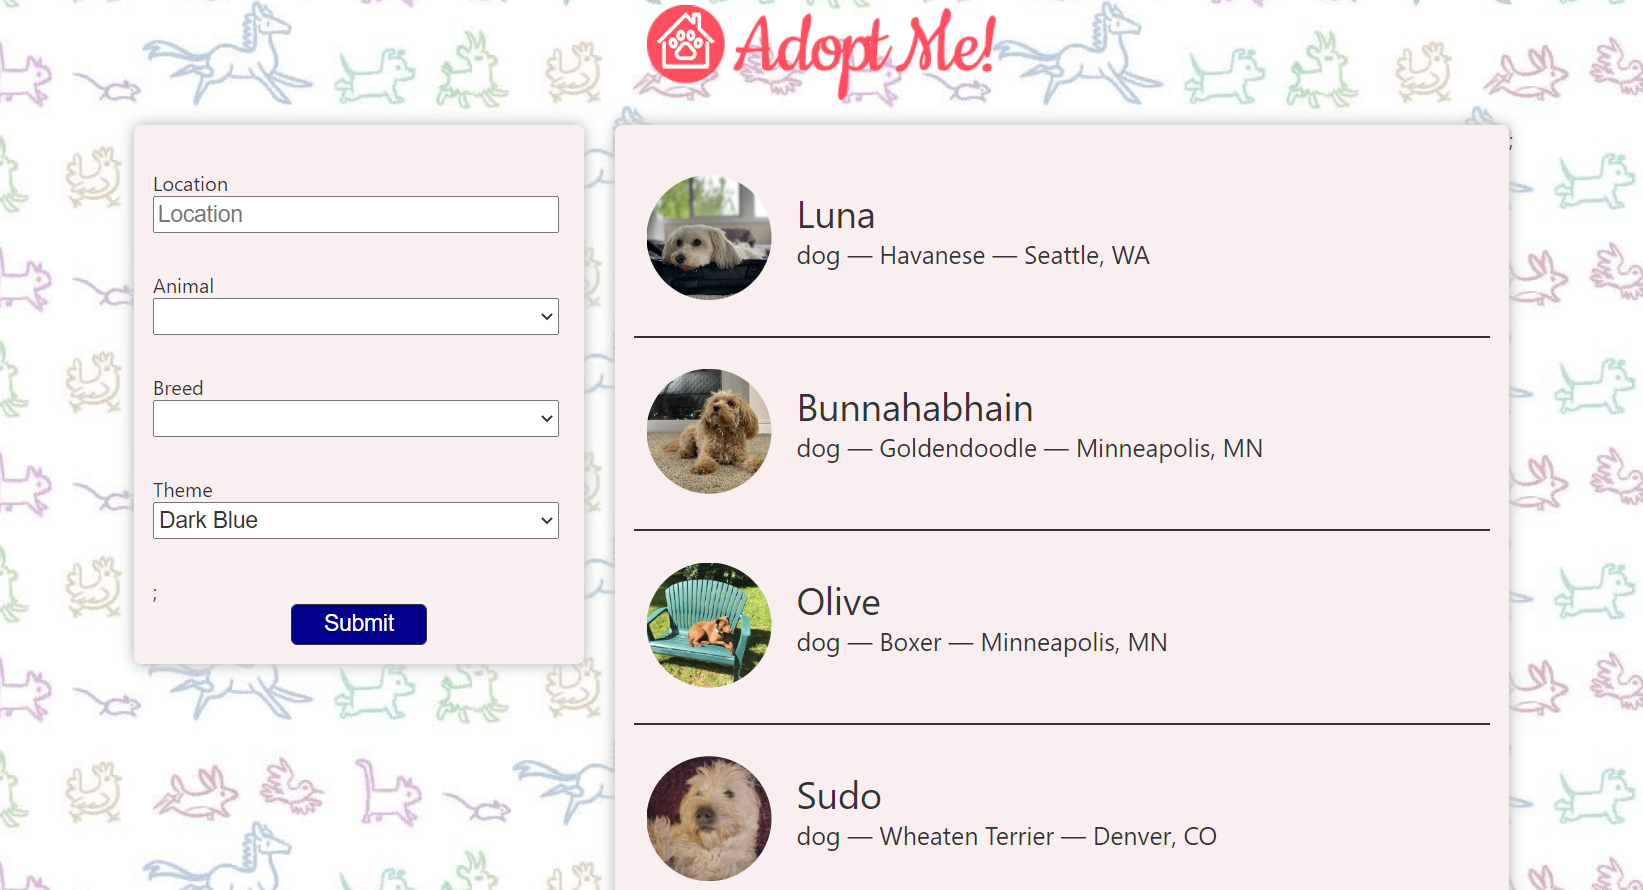 Adopt Me!
Location
Location
Animal
Breed
Theme
Dark Blue
;
Submit
;
Luna
dog — Havanese — Seattle, WA
Bunnahabhain
dog — Goldendoodle — Minneapolis, MN
Olive
dog — Boxer — Minneapolis, MN
Sudo
dog — Wheaten Terrier — Denver, CO